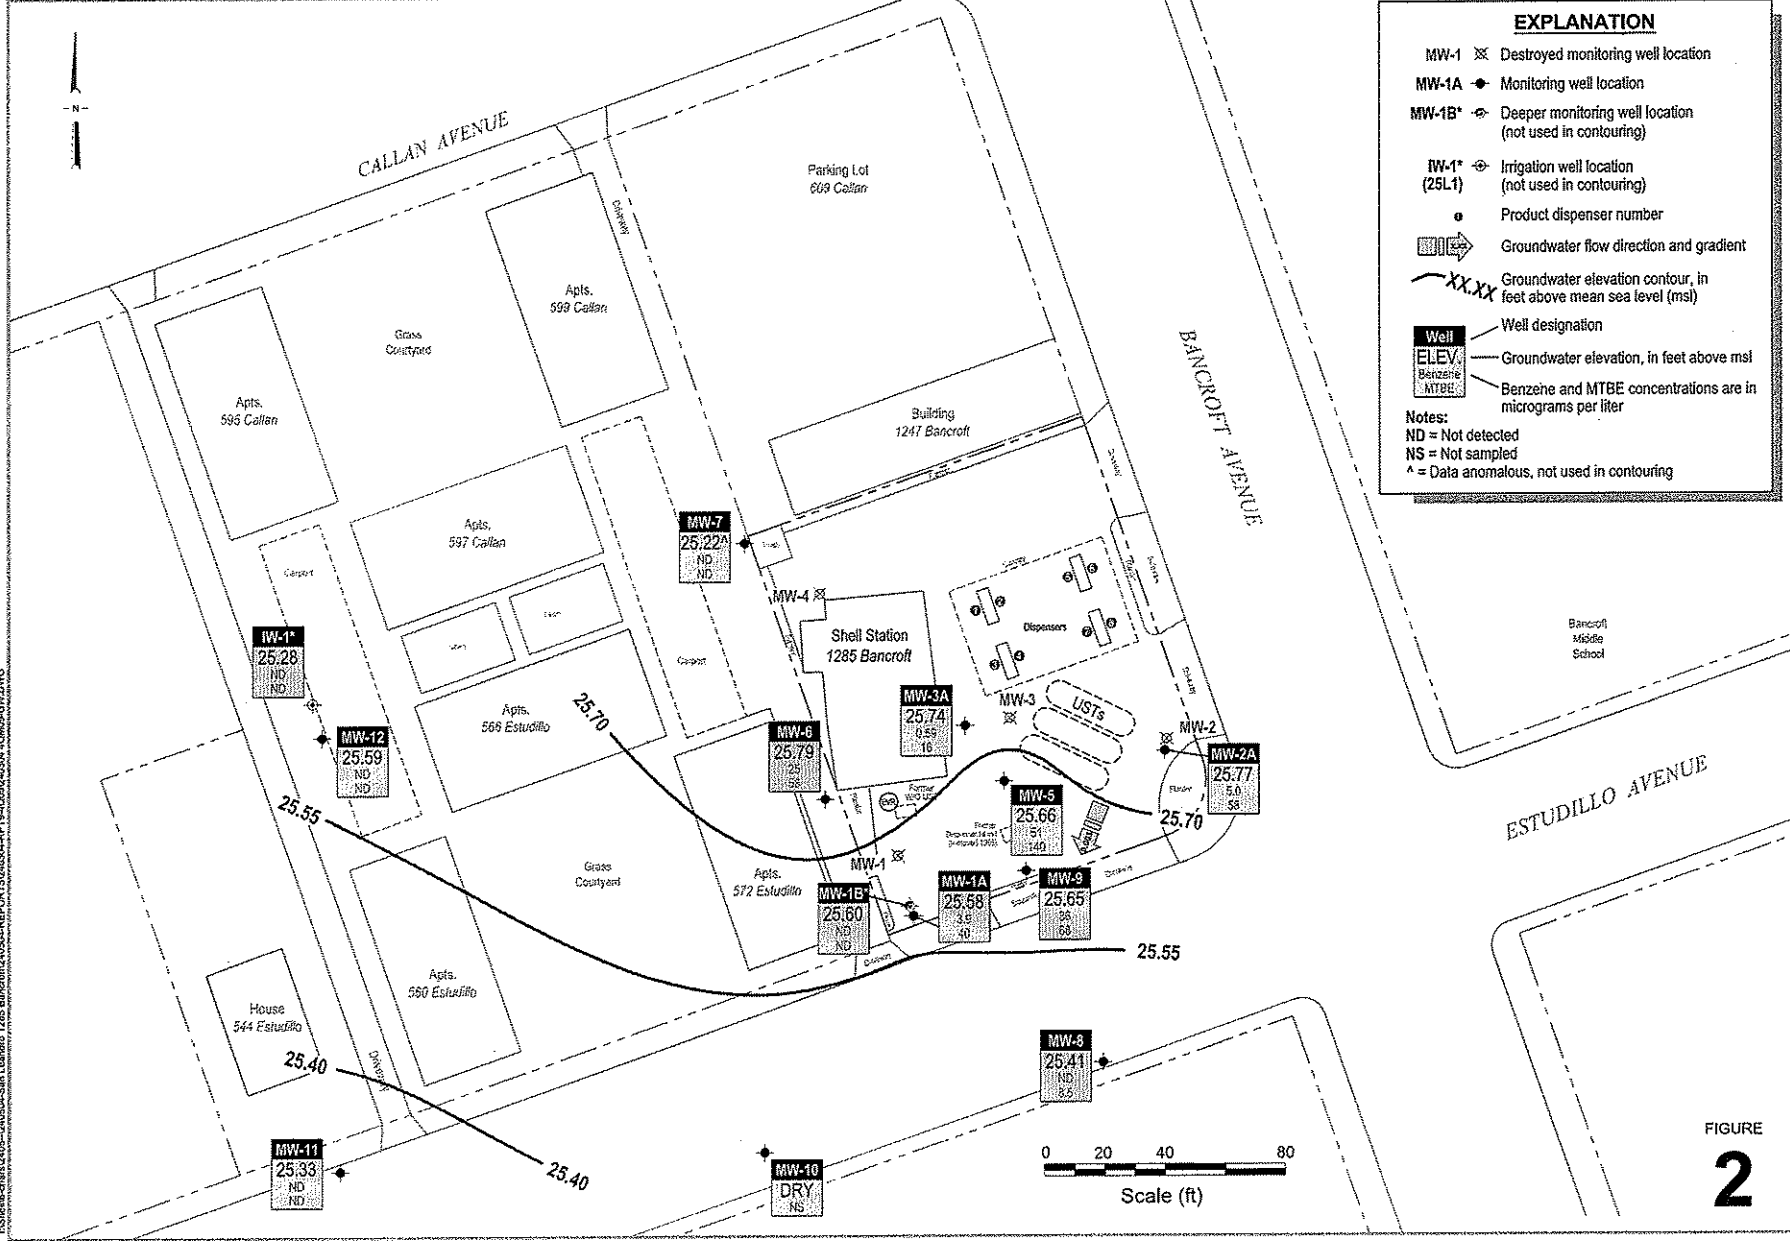 EXPLANATION
MW-1 Destroyed monitoring well location
MW-1A Monitoring well location
MW-1B* Deeper monitoring well location
(not used in contouring)
IW-1* Irrigation well location
(25L1) (not used in contouring)
Product dispenser number
Groundwater flow direction and gradient
XX.XX Groundwater elevation contour, in
feet above mean sea level (msl)
Well
ELEV.
Benzene
MTBE
Well designation
Groundwater elevation, in feet above msl
Benzene and MTBE concentrations are in
micrograms per liter
Notes:
ND = Not detected
NS = Not sampled
^ = Data anomalous, not used in contouring
N
CALLAN AVENUE
BANCROFT AVENUE
ESTUDILLO AVENUE
Parking Lot
609 Callan
Driveway
Apts.
599 Callan
Grass
Courtyard
Apts.
595 Callan
Building
1247 Bancroft
Apts.
597 Callan
Carport
MW-7
25.22^
ND
ND
MW-4
Shell Station
1285 Bancroft
Dispensers
Bancroft
Middle
School
IW-1*
25.28
ND
ND
Carport
Apts.
566 Estudillo
25.70
MW-3A
25.74
0.59
16
MW-3
USTs
MW-2
MW-6
25.79
25
58
MW-12
25.59
ND
ND
MW-2A
25.77
5.0
58
MW-5
25.66
51
140
25.70
25.55
Former
MW-1
Grass
Courtyard
Apts.
572 Estudillo
MW-1B*
25.60
ND
ND
MW-1A
25.58
3.9
40
MW-9
25.65
36
68
25.55
Apts.
560 Estudillo
House
544 Estudillo
Driveway
25.40
25.40
MW-8
25.41
ND
3.5
MW-11
25.33
ND
ND
MW-10
DRY
NS
0 20 40 80
Scale (ft)
FIGURE
2